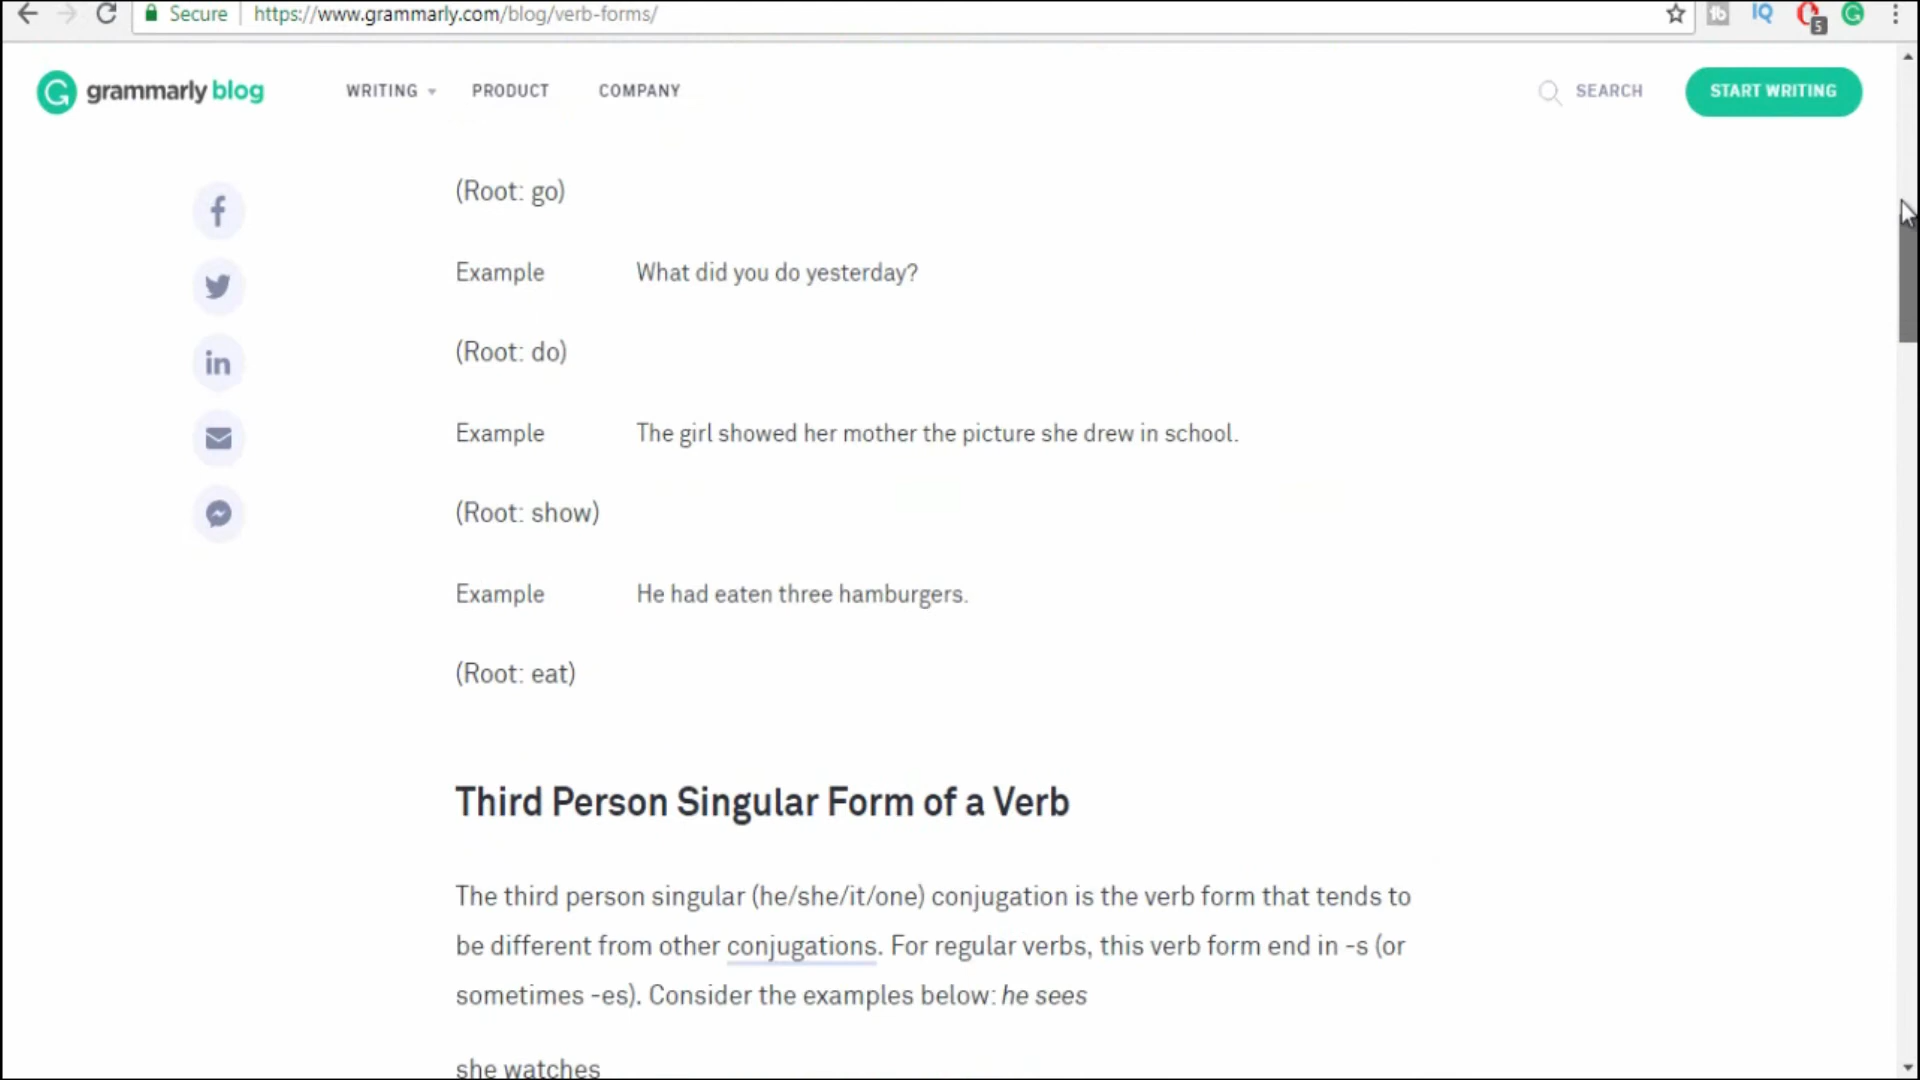 Secure https://www.grammarly.com/blog/verb-forms/
tb IQ 5 G
grammarly blog WRITING PRODUCT COMPANY SEARCH START WRITING
(Root: go)
Example What did you do yesterday?
(Root: do)
Example The girl showed her mother the picture she drew in school.
(Root: show)
Example He had eaten three hamburgers.
(Root: eat)
Third Person Singular Form of a Verb
The third person singular (he/she/it/one) conjugation is the verb form that tends to
be different from other conjugations. For regular verbs, this verb form end in -s (or
sometimes -es). Consider the examples below: he sees
she watches